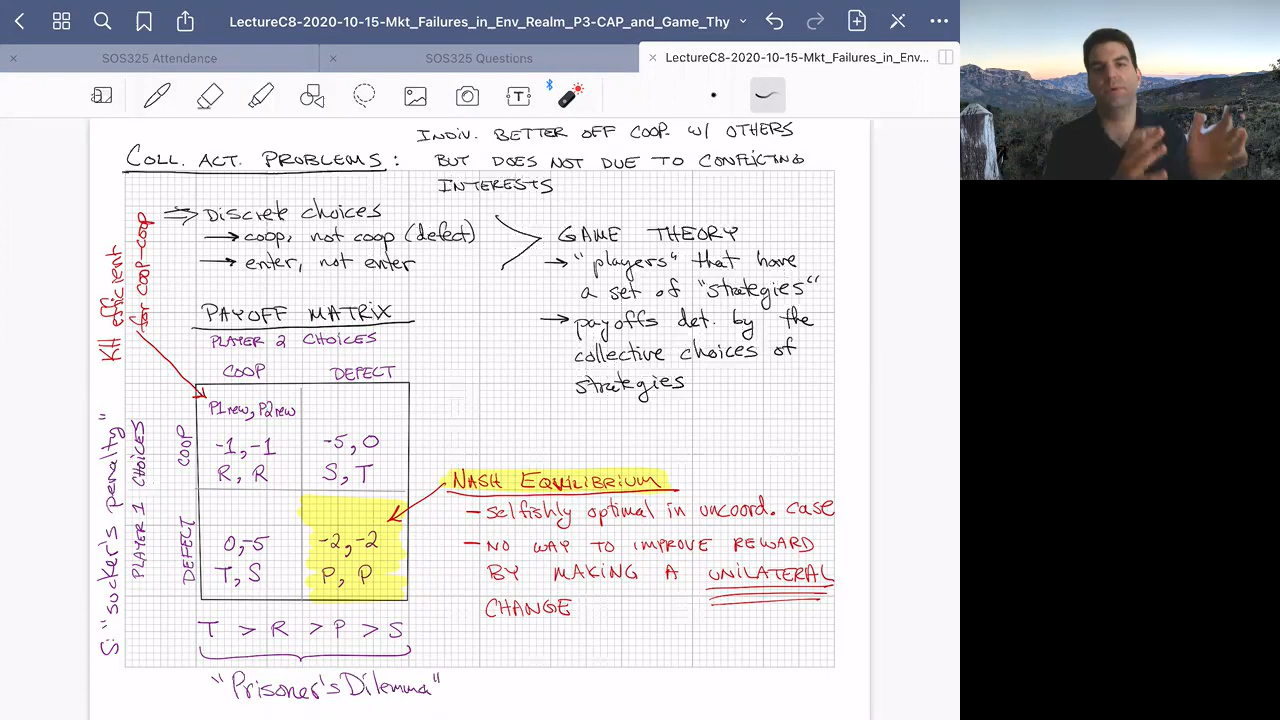 LectureC8-2020-10-15-Mkt_Failures_in_Env_Realm_P3-CAP_and_Game_Thy
SOS325 Attendance
SOS325 Questions
LectureC8-2020-10-15-Mkt_Failures_in_Env...
INDIV. BETTER OFF COOP. W/ OTHERS
COLL. ACT. PROBLEMS: BUT DOES NOT DUE TO CONFLICTING
INTERESTS
⇒ Discrete choices
→ coop, not coop (defect)
→ enter, not enter
GAME THEORY
→ "players" that have
a set of "strategies"
→ payoffs det. by the
collective choices of
strategies
KH efficient
for coop-coop
PAYOFF MATRIX
PLAYER 2 CHOICES
COOP DEFECT
PLAYER 1 CHOICES
COOP
P1rew, P2rew
-1, -1 -5, 0
R, R S, T
DEFECT
0, -5 -2, -2
T, S P, P
S: "sucker's penalty"
T > R > P > S
"Prisoner's Dilemma"
NASH EQUILIBRIUM
- selfishly optimal in uncoord. case
- NO WAY TO IMPROVE REWARD
BY MAKING A UNILATERAL
CHANGE